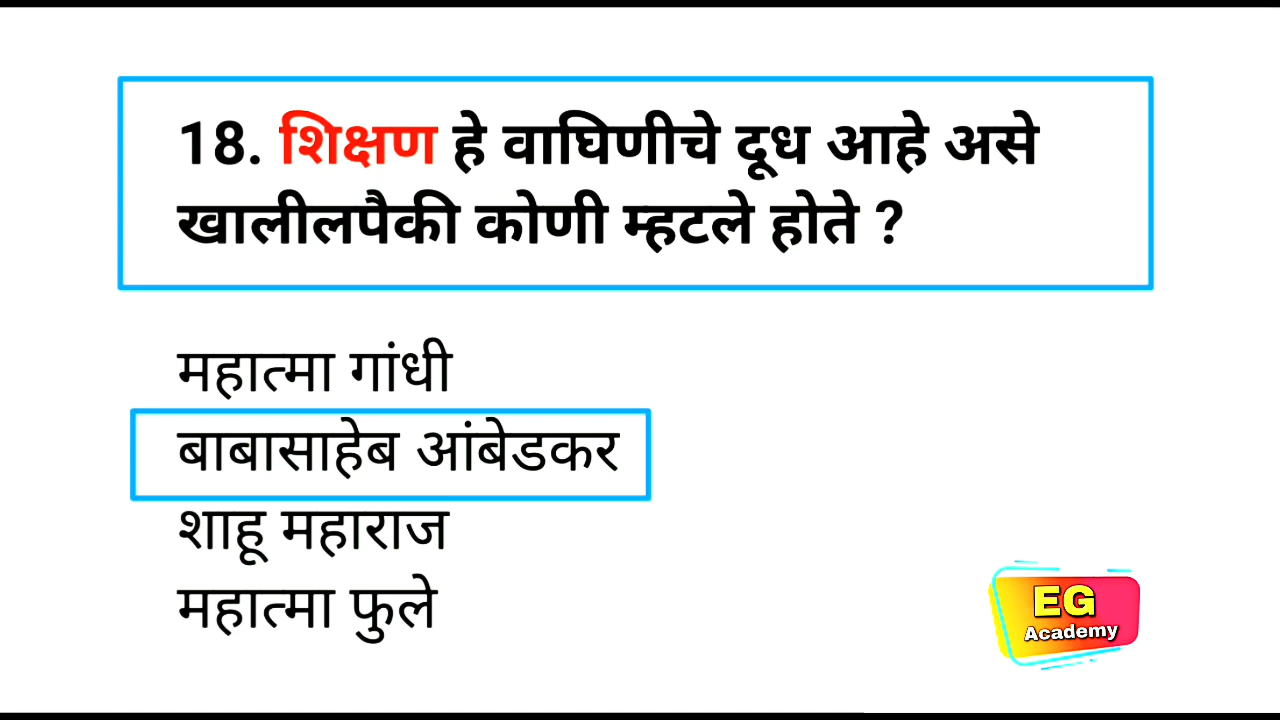 18. शिक्षण हे वाघिणीचे दूध आहे असे
खालीलपैकी कोणी म्हटले होते ?
महात्मा गांधी
बाबासाहेब आंबेडकर
शाहू महाराज
महात्मा फुले
EG
Academy